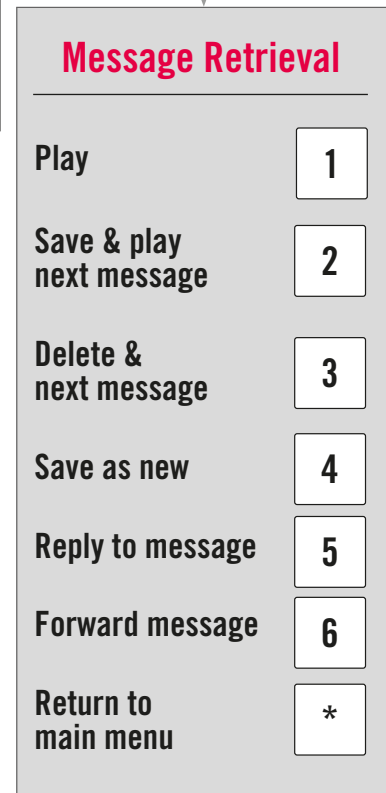 Message Retrieval
Play 1
Save & play
next message 2
Delete &
next message 3
Save as new 4
Reply to message 5
Forward message 6
Return to
main menu *